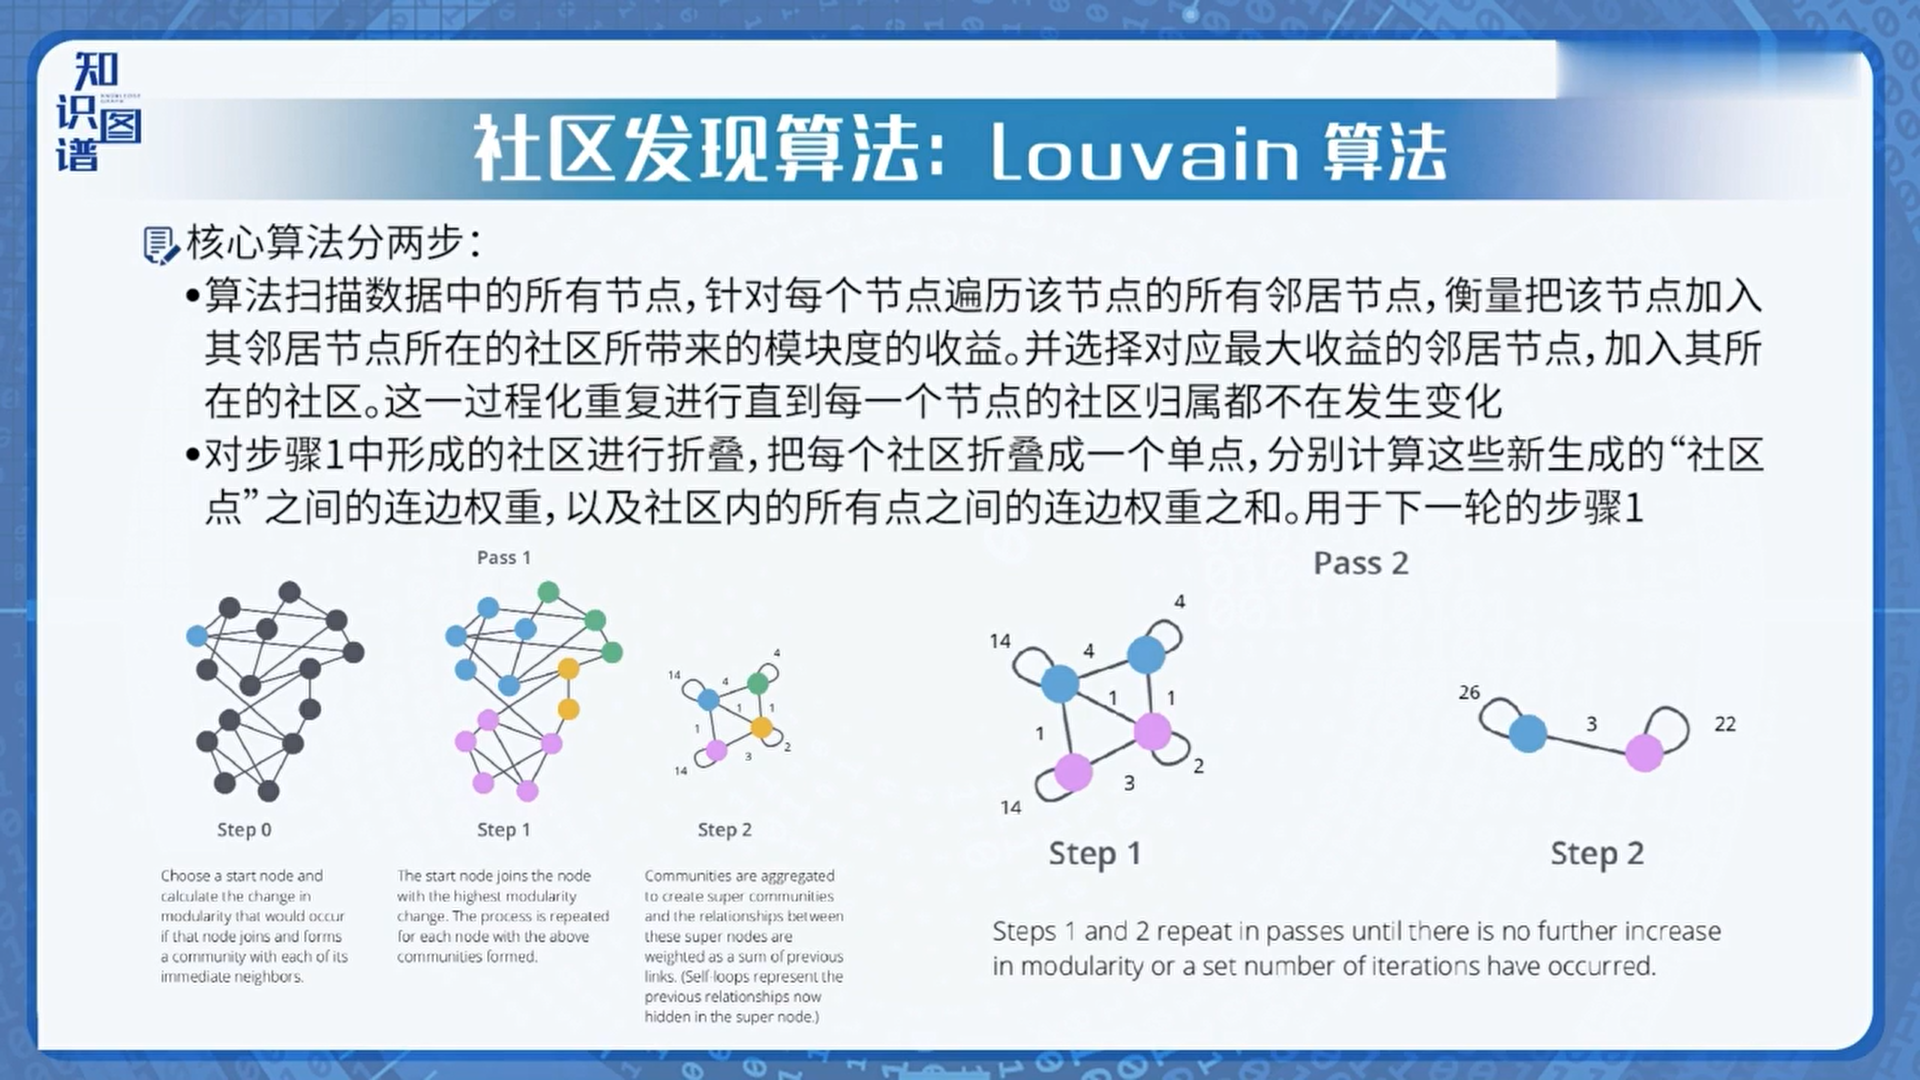 知识图谱
KNOWLEDGE GRAPH
社区发现算法：Louvain 算法
核心算法分两步：
•算法扫描数据中的所有节点，针对每个节点遍历该节点的所有邻居节点，衡量把该节点加入
其邻居节点所在的社区所带来的模块度的收益。并选择对应最大收益的邻居节点，加入其所
在的社区。这一过程化重复进行直到每一个节点的社区归属都不在发生变化
•对步骤1中形成的社区进行折叠，把每个社区折叠成一个单点，分别计算这些新生成的“社区
点”之间的连边权重，以及社区内的所有点之间的连边权重之和。用于下一轮的步骤1
Pass 1
14
4
4
1
1
1
2
3
14
Step 0
Step 1
Step 2
Choose a start node and
calculate the change in
modularity that would occur
if that node joins and forms
a community with each of its
immediate neighbors.
The start node joins the node
with the highest modularity
change. The process is repeated
for each node with the above
communities formed.
Communities are aggregated
to create super communities
and the relationships between
these super nodes are
weighted as a sum of previous
links. (Self loops represent the
previous relationships now
hidden in the super node.)
Pass 2
14
4
4
1
1
1
2
3
14
26
3
22
Step 1
Step 2
Steps 1 and 2 repeat in passes until there is no further increase
in modularity or a set number of iterations have occurred.